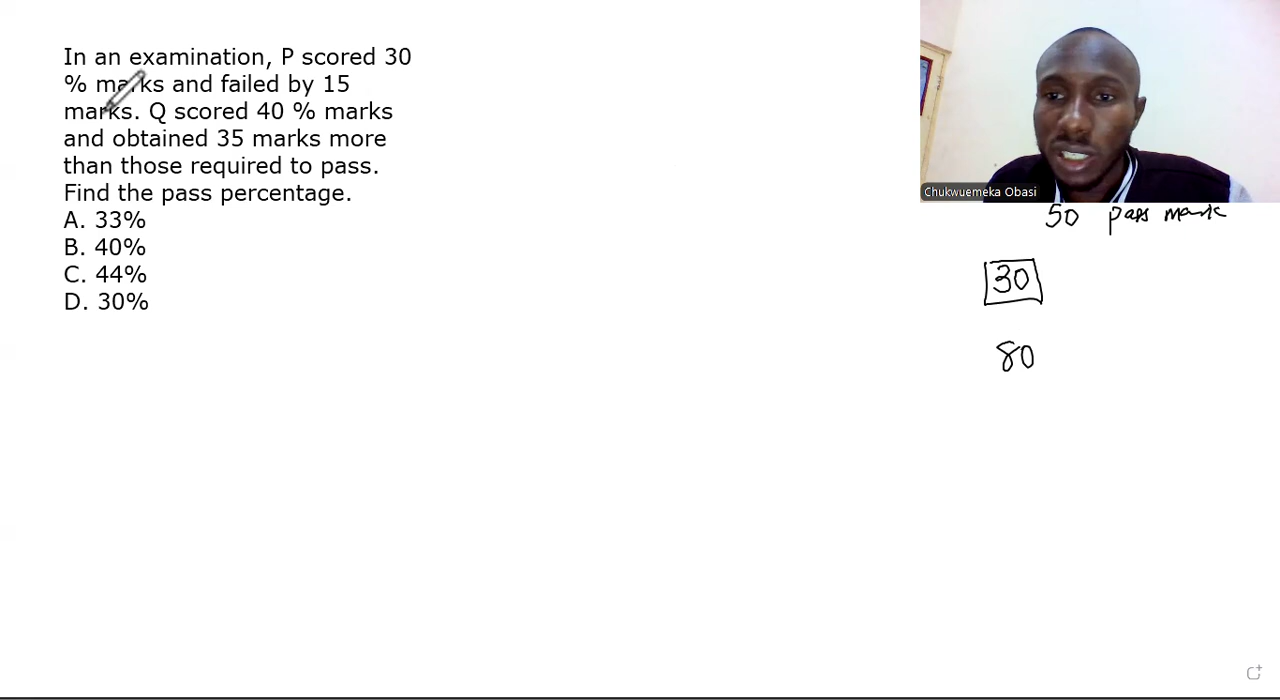 In an examination, P scored 30
% marks and failed by 15
marks. Q scored 40 % marks
and obtained 35 marks more
than those required to pass.
Find the pass percentage.
A. 33%
B. 40%
C. 44%
D. 30%
Chukwuemeka Obasi
50 pass mark
30
80